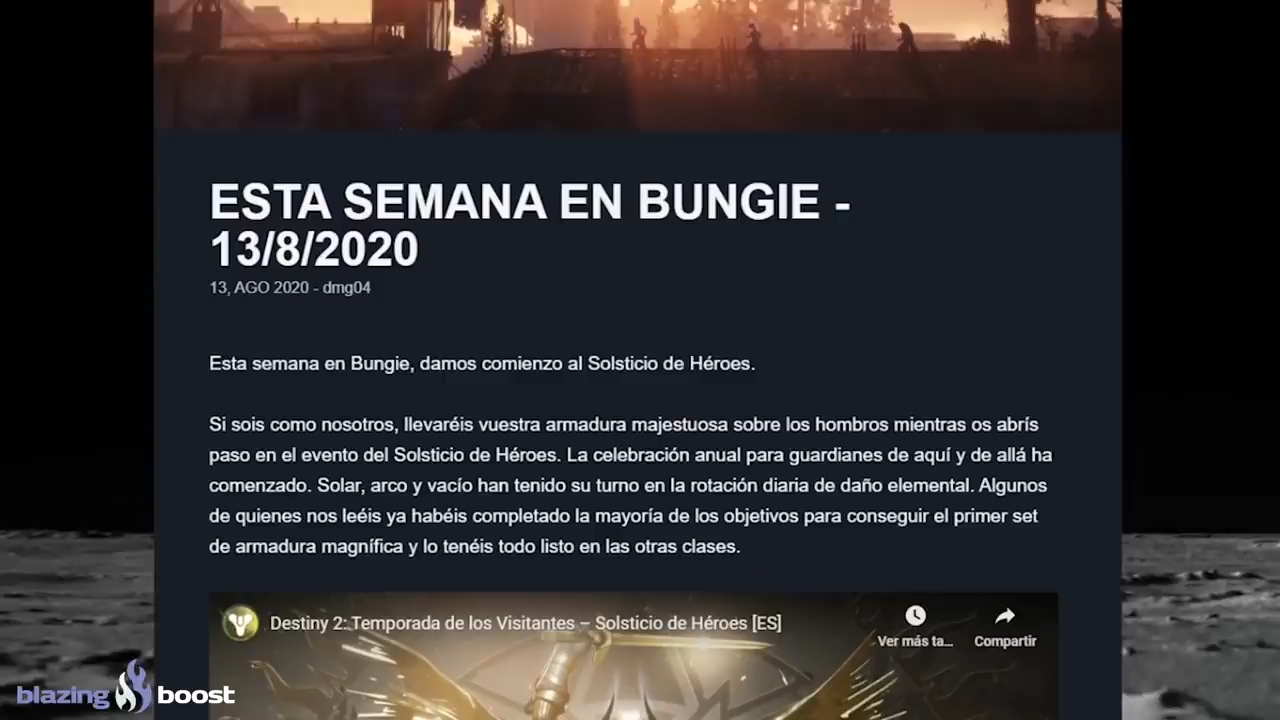 ESTA SEMANA EN BUNGIE -
13/8/2020
13, AGO 2020 - dmg04
Esta semana en Bungie, damos comienzo al Solsticio de Héroes.
Si sois como nosotros, llevaréis vuestra armadura majestuosa sobre los hombros mientras os abrís
paso en el evento del Solsticio de Héroes. La celebración anual para guardianes de aquí y de allá ha
comenzado. Solar, arco y vacío han tenido su turno en la rotación diaria de daño elemental. Algunos
de quienes nos leéis ya habéis completado la mayoría de los objetivos para conseguir el primer set
de armadura magnífica y lo tenéis todo listo en las otras clases.
Destiny 2: Temporada de los Visitantes – Solsticio de Héroes [ES]
Ver más ta...
Compartir
blazing boost